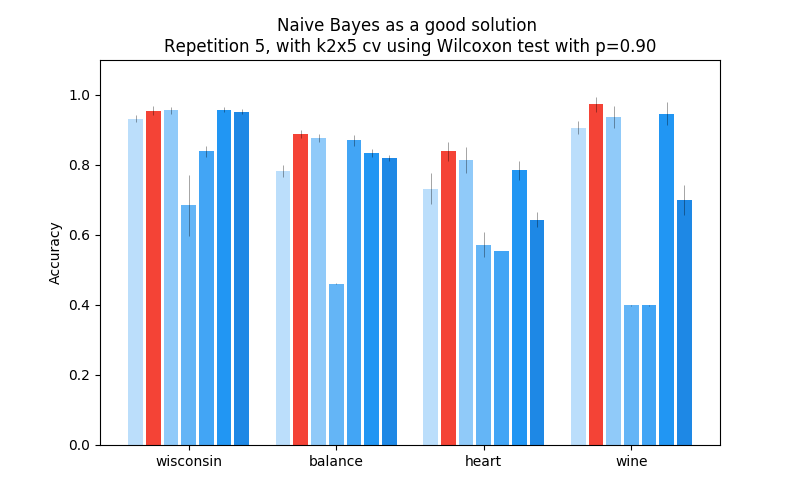 Naive Bayes as a good solution
Repetition 5, with k2x5 cv using Wilcoxon test with p=0.90
1.0
0.8
0.6
0.4
0.2
0.0
Accuracy
wisconsin
balance
heart
wine